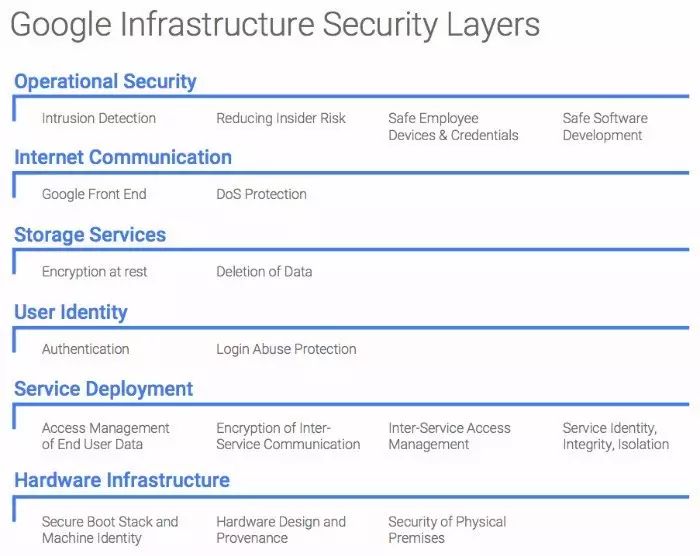 Google Infrastructure Security Layers
Operational Security
Intrusion Detection
Reducing Insider Risk
Safe Employee
Devices & Credentials
Safe Software
Development
Internet Communication
Google Front End
DoS Protection
Storage Services
Encryption at rest
Deletion of Data
User Identity
Authentication
Login Abuse Protection
Service Deployment
Access Management
of End User Data
Encryption of Inter-
Service Communication
Inter-Service Access
Management
Service Identity,
Integrity, Isolation
Hardware Infrastructure
Secure Boot Stack and
Machine Identity
Hardware Design and
Provenance
Security of Physical
Premises